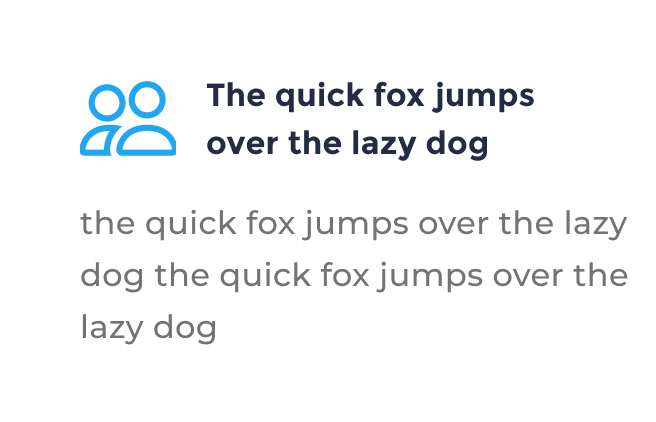 The quick fox jumps
over the lazy dog
the quick fox jumps over the lazy
dog the quick fox jumps over the
lazy dog